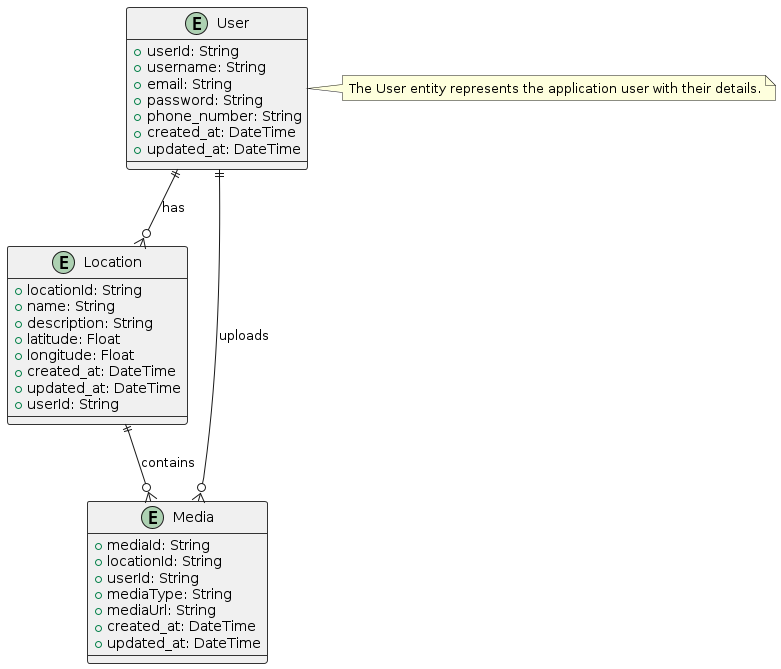 E User
+ userId: String
+ username: String
+ email: String
+ password: String
+ phone_number: String
+ created_at: DateTime
+ updated_at: DateTime
The User entity represents the application user with their details.
has
E Location
+ locationId: String
+ name: String
+ description: String
+ latitude: Float
+ longitude: Float
+ created_at: DateTime
+ updated_at: DateTime
+ userId: String
uploads
contains
E Media
+ mediaId: String
+ locationId: String
+ userId: String
+ mediaType: String
+ mediaUrl: String
+ created_at: DateTime
+ updated_at: DateTime